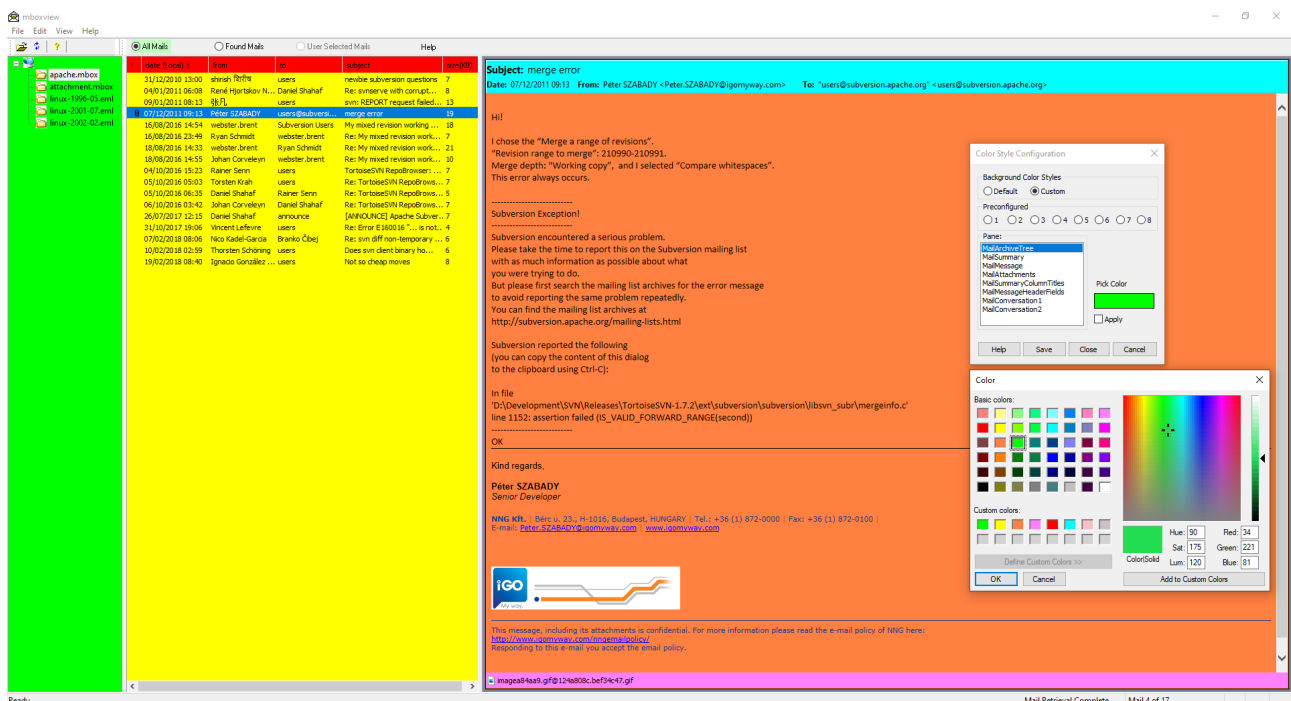 mboxview
File Edit View Help
? All Mails Found Mails User Selected Mails Help
apache.mbox
attachment.mbox
linux-1996-05.eml
linux-2001-07.eml
linux-2002-02.eml
! date (Local) from to subject size(KB)
31/12/2010 13:00 shirish शिरीष users newbie subversion questions 7
04/01/2011 06:08 René Hjortskov N... Daniel Shahaf Re: svnserve with corrupt... 8
09/01/2011 08:13 张凡 users svn: REPORT request failed... 13
07/12/2011 09:13 Péter SZABADY users@subversi... merge error 19
16/08/2016 14:54 webster.brent Subversion Users My mixed revision working ... 18
16/08/2016 23:49 Ryan Schmidt webster.brent Re: My mixed revision work... 7
18/08/2016 14:33 webster.brent Ryan Schmidt Re: My mixed revision work... 21
18/08/2016 14:55 Johan Corveleyn webster.brent Re: My mixed revision work... 10
04/10/2016 15:23 Rainer Senn users TortoiseSVN RepoBrowser: ... 7
05/10/2016 05:03 Torsten Krah users Re: TortoiseSVN RepoBrows... 7
05/10/2016 06:35 Daniel Shahaf Rainer Senn Re: TortoiseSVN RepoBrows... 5
06/10/2016 03:42 Johan Corveleyn Daniel Shahaf Re: TortoiseSVN RepoBrows... 7
26/07/2017 12:15 Daniel Shahaf announce [ANNOUNCE] Apache Subver... 7
31/10/2017 19:06 Vincent Lefevre users Re: Error E160016 "... is not... 4
07/02/2018 08:06 Nico Kadel-Garcia Branko Čibej Re: svn diff non-temporary ... 6
10/02/2018 02:59 Thorsten Schöning users Does svn client binary ho... 6
19/02/2018 08:40 Ignacio González ... users Not so cheap moves 8
Subject: merge error
Date: 07/12/2011 09:13 From: Péter SZABADY <Peter.SZABADY@igomyway.com> To: "users@subversion.apache.org" <users@subversion.apache.org>
Hi!
I chose the "Merge a range of revisions".
"Revision range to merge": 210990-210991.
Merge depth: "Working copy", and I selected "Compare whitespaces".
This error always occurs.
---------------------------
Subversion Exception!
---------------------------
Subversion encountered a serious problem.
Please take the time to report this on the Subversion mailing list
with as much information as possible about what
you were trying to do.
But please first search the mailing list archives for the error message
to avoid reporting the same problem repeatedly.
You can find the mailing list archives at
http://subversion.apache.org/mailing-lists.html
Subversion reported the following
(you can copy the content of this dialog
to the clipboard using Ctrl-C):
In file
'D:\Development\SVN\Releases\TortoiseSVN-1.7.2\ext\subversion\subversion\libsvn_subr\mergeinfo.c'
line 1152: assertion failed (IS_VALID_FORWARD_RANGE(second))
---------------------------
OK
Kind regards,
Péter SZABADY
Senior Developer
NNG Kft. | Bérc u. 23., H-1016, Budapest, HUNGARY | Tel.: +36 (1) 872-0000 | Fax: +36 (1) 872-0100 |
E-mail: Peter.SZABADY@igomyway.com | www.igomyway.com
iGO
My way.
This message, including its attachments is confidential. For more information please read the e-mail policy of NNG here:
http://www.igomyway.com/nngemailpolicy/
Responding to this e-mail you accept the email policy.
imagea84aa9.gif@124a808c.bef34c47.gif
Color Style Configuration
Background Color Styles
Default Custom
Preconfigured
1 2 3 4 5 6 7 8
Pane:
MailArchiveTree
MailSummary
MailMessage
MailAttachments
MailSummaryColumnTitles
MailMessageHeaderFields
MailConversation1
MailConversation2
Pick Color
Apply
Help Save Close Cancel
Color
Basic colors:
Custom colors:
Define Custom Colors >>
OK Cancel
Color|Solid
Hue: 90 Red: 34
Sat: 175 Green: 221
Lum: 120 Blue: 81
Add to Custom Colors
Ready Mail Retrieval Complete Mail 4 of 17